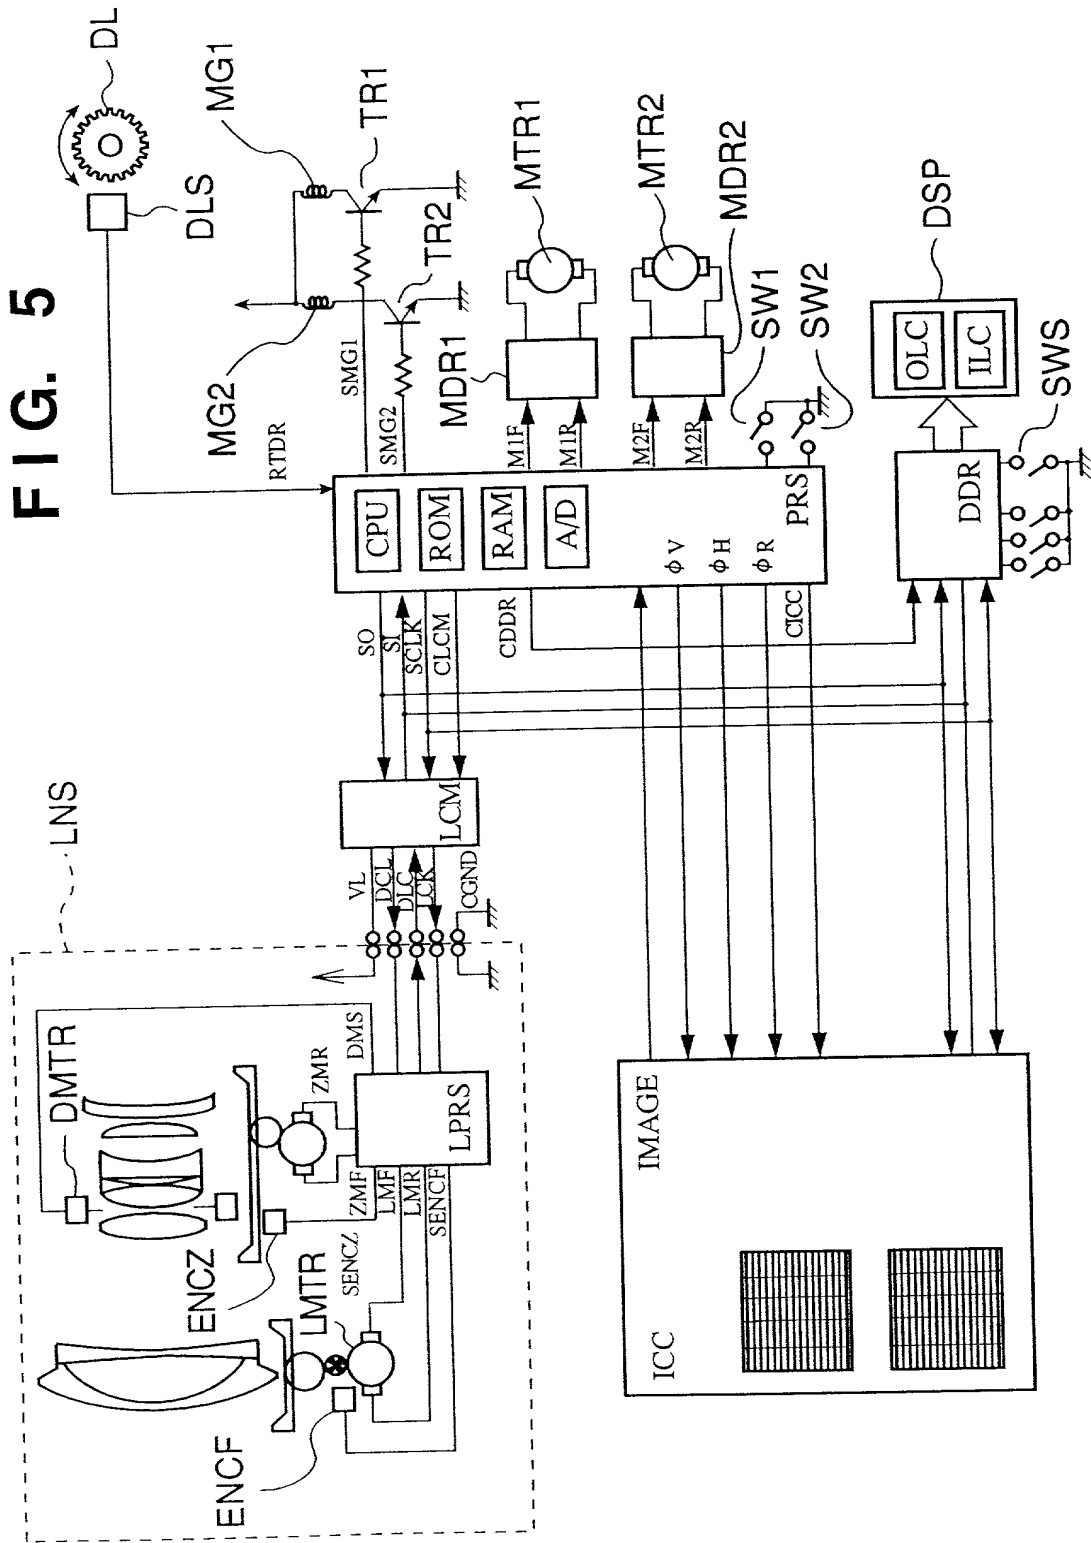 FIG. 5
DL
DLS
MG1
TR1
MG2
TR2
RTDR
SMG1
SMG2
MDR1
MTR1
M1F
M1R
MTR2
MDR2
M2F
M2R
SW1
SW2
DSP
OLC
ILC
SWS
DDR
CPU
ROM
RAM
A/D
PRS
φV
φH
φR
CICC
CDDR
SO
SI
SCLK
CLCM
LCM
VL
DCL
DLC
LCK
CGND
LNS
DMTR
DMS
ZMR
LPRS
ZMF
LMF
LMR
SENCF
SENCZ
ENCZ
LMTR
ENCF
IMAGE
ICC